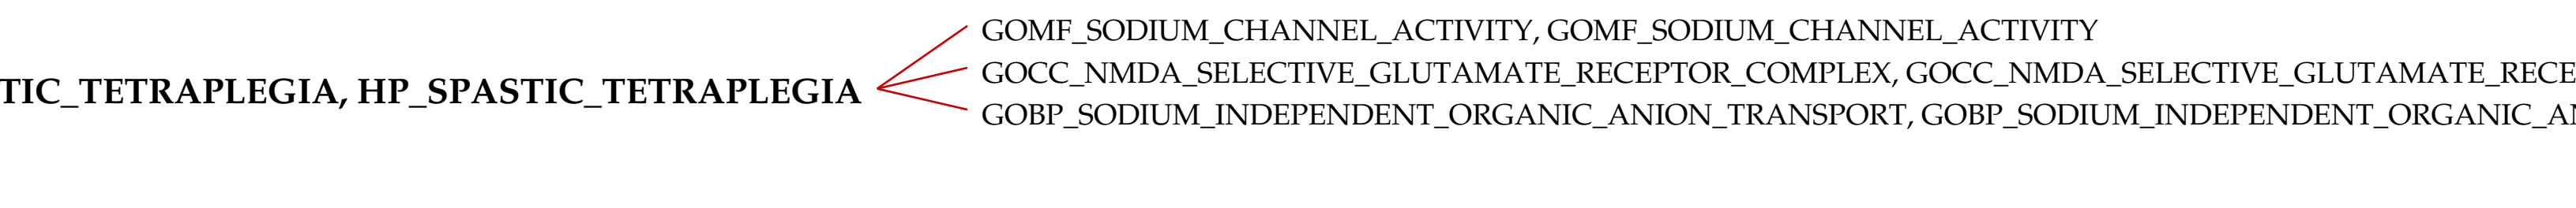 GOMF_SODIUM_CHANNEL_ACTIVITY, GOMF_SODIUM_CHANNEL_ACTIVITY
TIC_TETRAPLEGIA, HP_SPASTIC_TETRAPLEGIA
GOCC_NMDA_SELECTIVE_GLUTAMATE_RECEPTOR_COMPLEX, GOCC_NMDA_SELECTIVE_GLUTAMATE_RECE
GOBP_SODIUM_INDEPENDENT_ORGANIC_ANION_TRANSPORT, GOBP_SODIUM_INDEPENDENT_ORGANIC_A